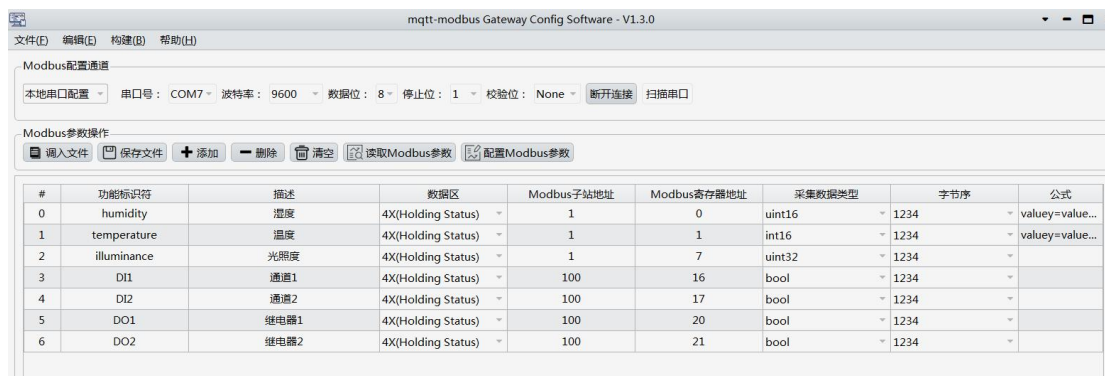 mqtt-modbus Gateway Config Software - V1.3.0
文件(F) 编辑(E) 构建(B) 帮助(H)
Modbus配置通道
本地串口配置 串口号： COM7 波特率： 9600 数据位： 8 停止位： 1 校验位： None 断开连接 扫描串口
Modbus参数操作
调入文件 保存文件 添加 删除 清空 读取Modbus参数 配置Modbus参数
# 功能标识符 描述 数据区 Modbus子站地址 Modbus寄存器地址 采集数据类型 字节序 公式
0 humidity 湿度 4X(Holding Status) 1 0 uint16 1234 valuey=value...
1 temperature 温度 4X(Holding Status) 1 1 int16 1234 valuey=value...
2 illuminance 光照度 4X(Holding Status) 1 7 uint32 1234
3 DI1 通道1 4X(Holding Status) 100 16 bool 1234
4 DI2 通道2 4X(Holding Status) 100 17 bool 1234
5 DO1 继电器1 4X(Holding Status) 100 20 bool 1234
6 DO2 继电器2 4X(Holding Status) 100 21 bool 1234